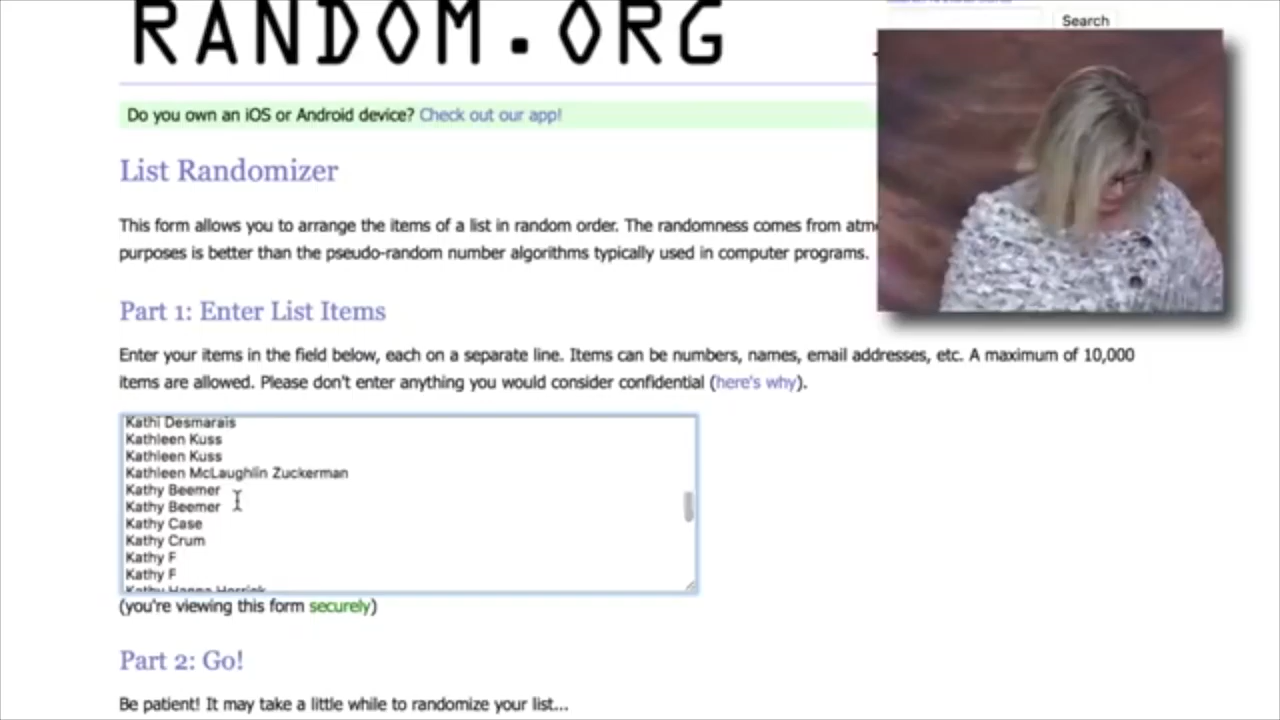 RANDOM.ORG
Search
Do you own an iOS or Android device? Check out our app!
List Randomizer
This form allows you to arrange the items of a list in random order. The randomness comes from
purposes is better than the pseudo-random number algorithms typically used in computer programs.
Part 1: Enter List Items
Enter your items in the field below, each on a separate line. Items can be numbers, names, email addresses, etc. A maximum of 10,000
items are allowed. Please don't enter anything you would consider confidential (here's why).
Kathi Desmarais
Kathleen Kuss
Kathleen Kuss
Kathleen McLaughlin Zuckerman
Kathy Beemer
Kathy Beemer
Kathy Case
Kathy Crum
Kathy F
Kathy F
Kathy Hanna Herrick
(you're viewing this form securely)
Part 2: Go!
Be patient! It may take a little while to randomize your list...